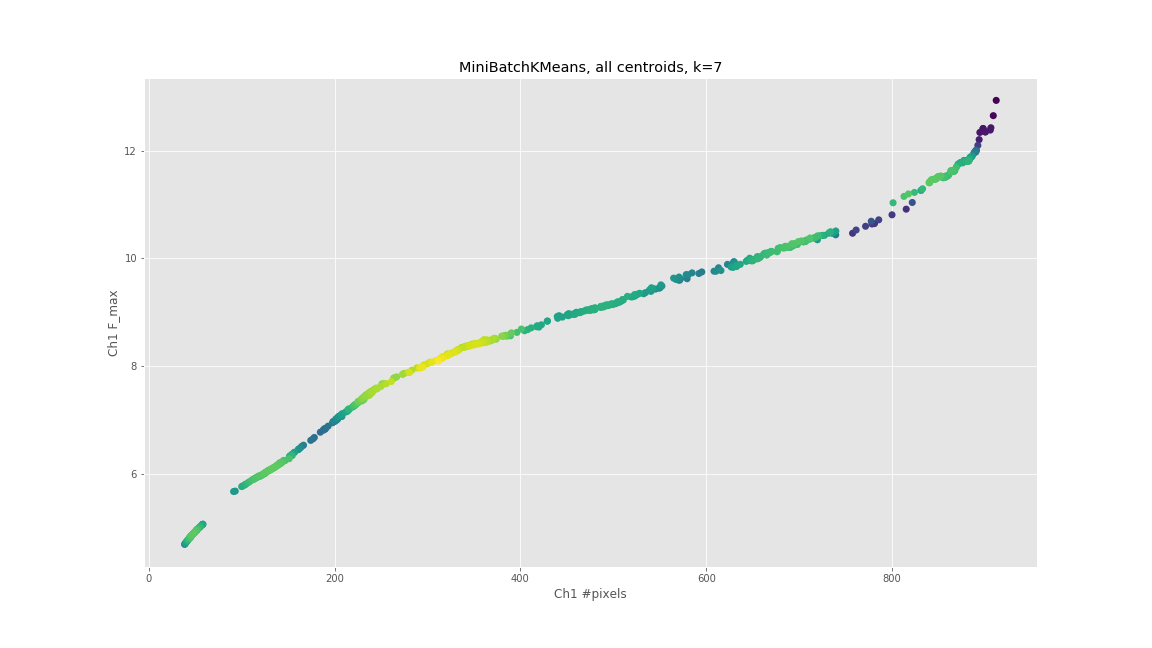 MiniBatchKMeans, all centroids, k=7
12
10
8
6
0 200 400 600 800
Ch1 F_max
Ch1 #pixels